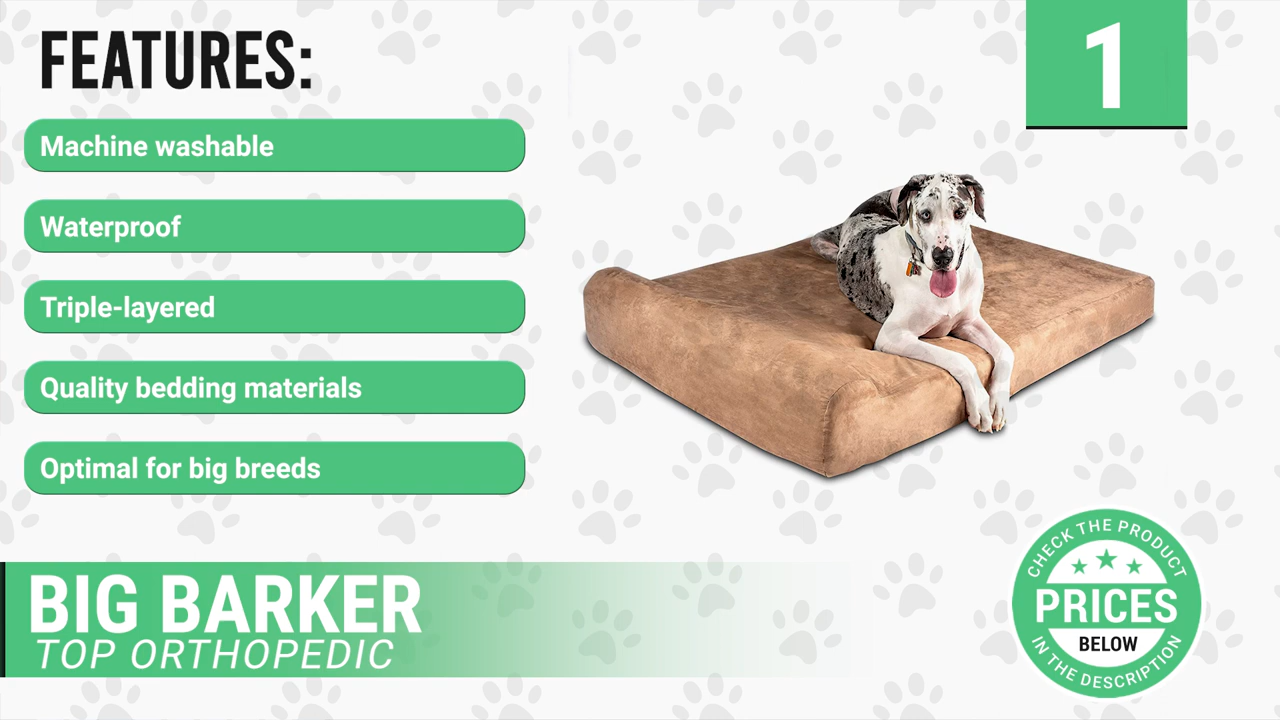 FEATURES:
1
Machine washable
Waterproof
Triple-layered
Quality bedding materials
Optimal for big breeds
BIG BARKER
TOP ORTHOPEDIC
CHECK THE PRODUCT
PRICES
BELOW
IN THE DESCRIPTION